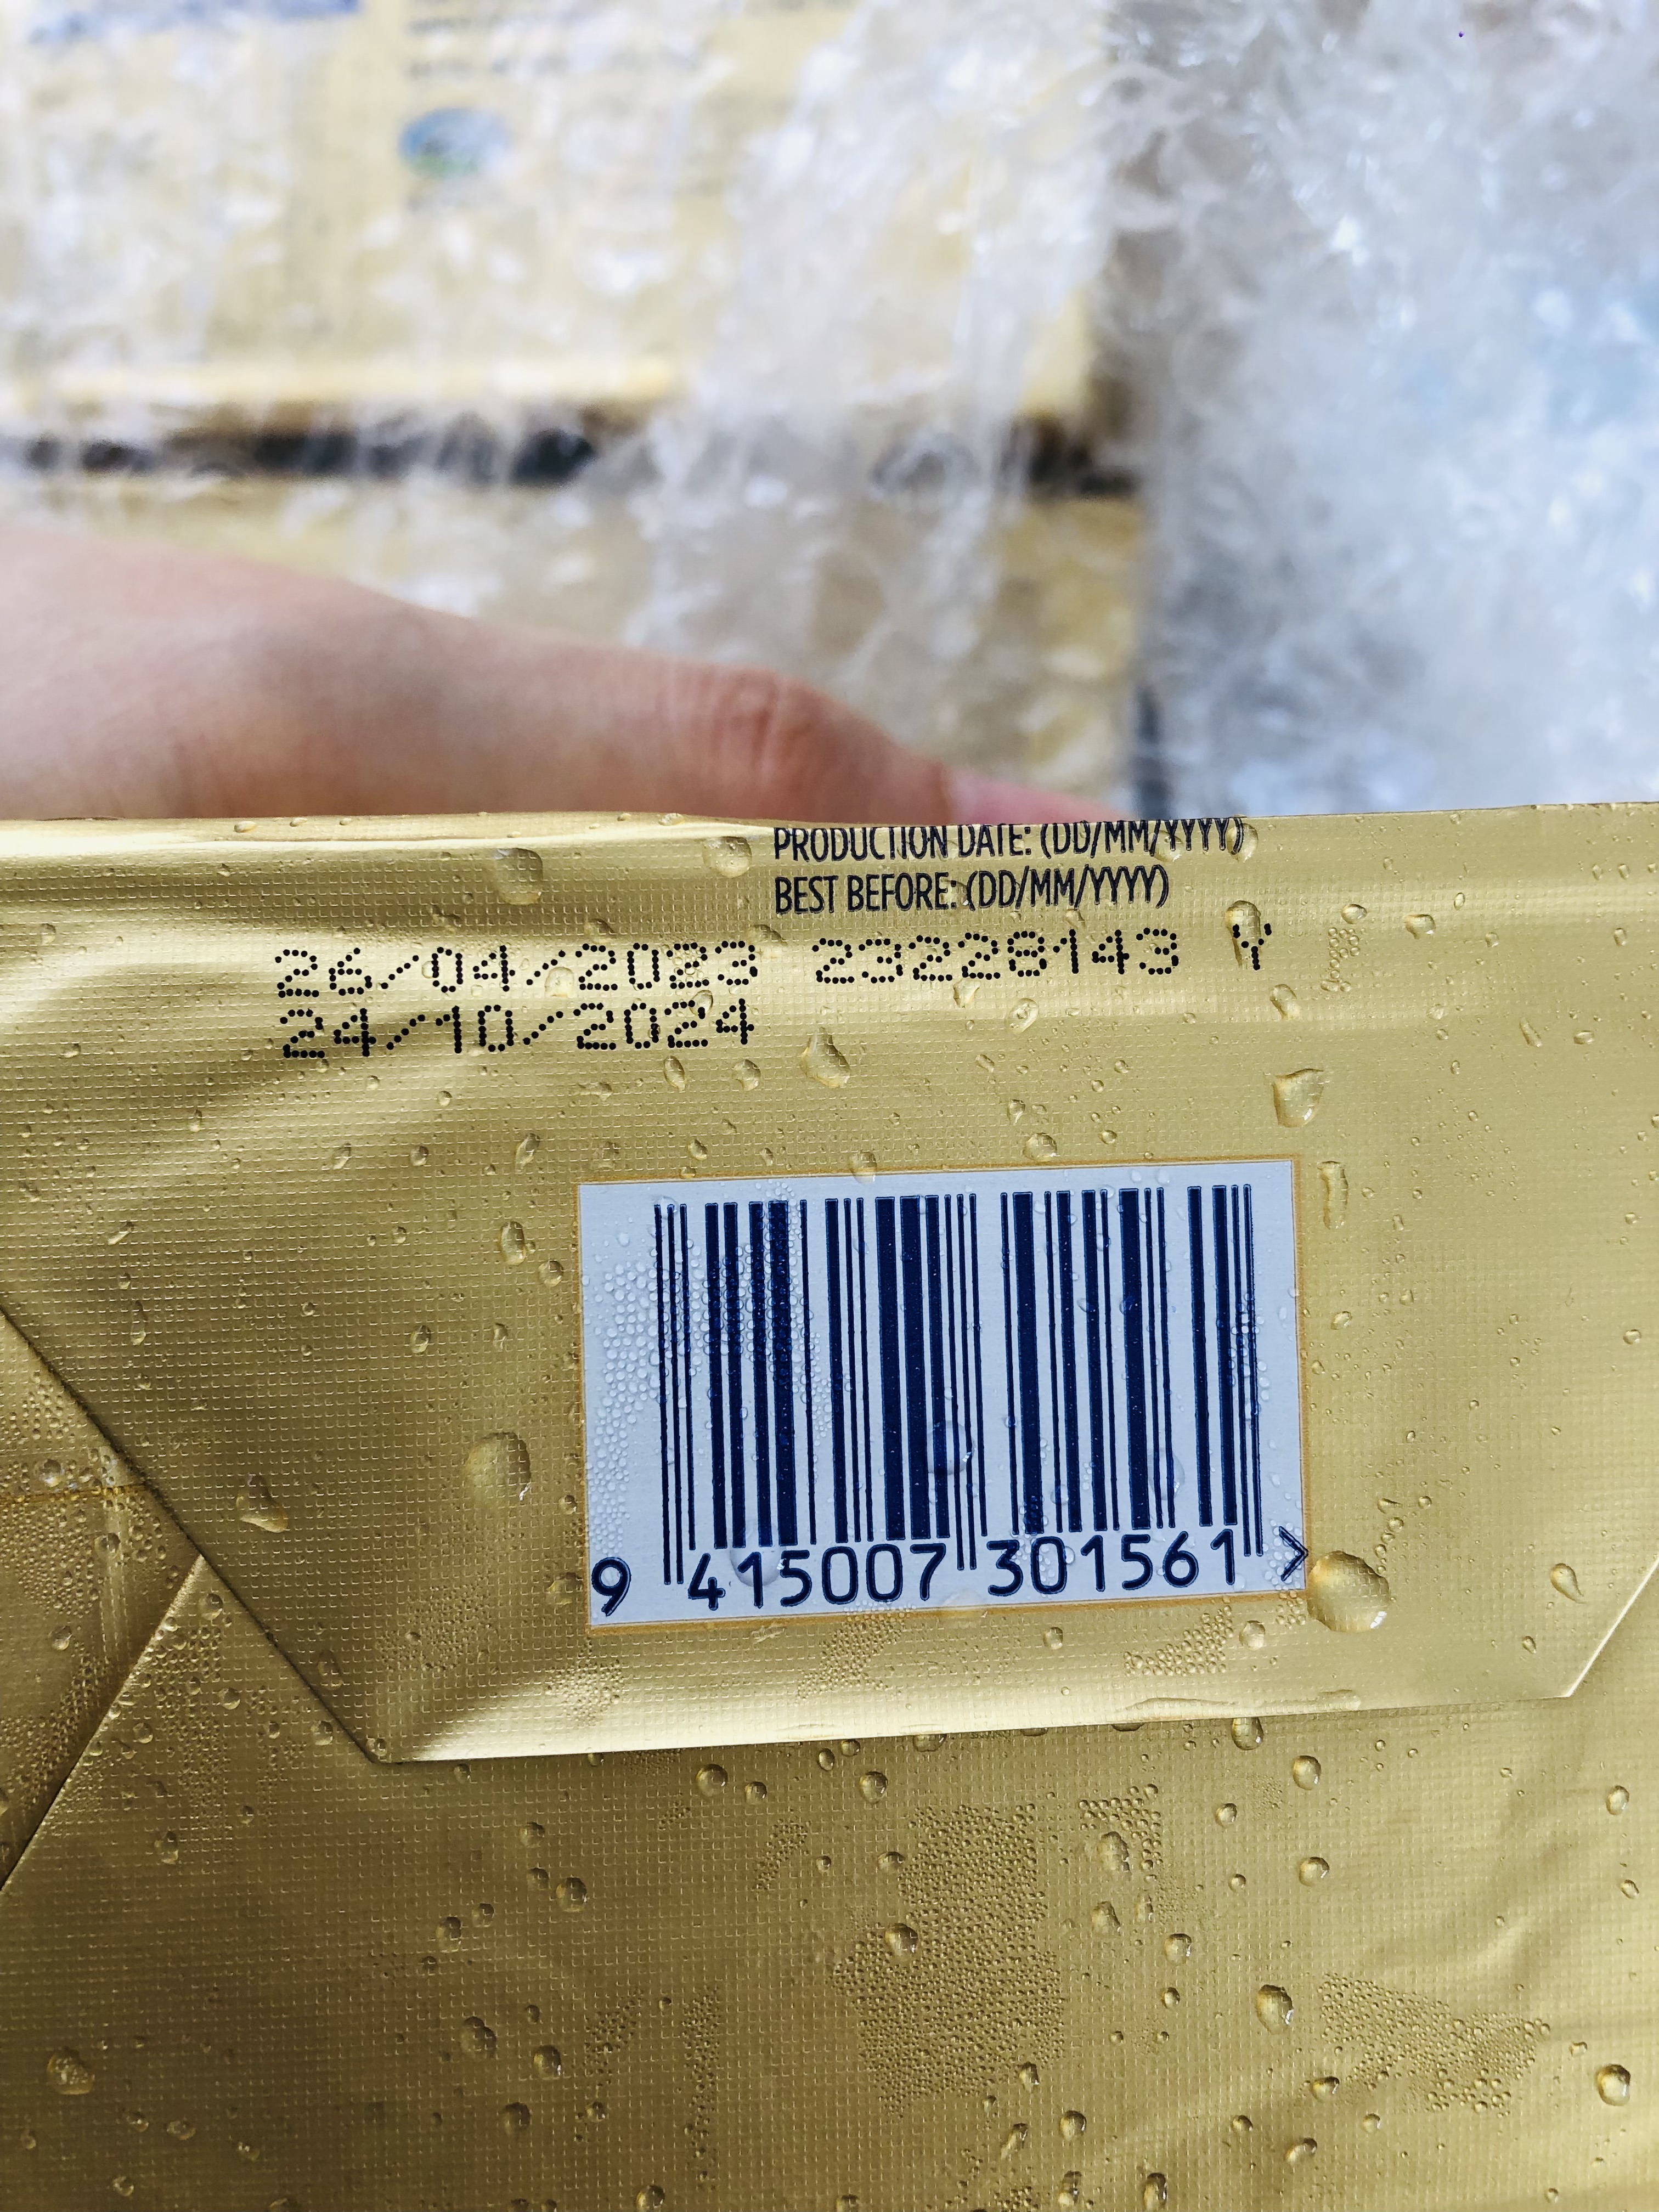 PRODUCTION DATE: (DD/MM/YYYY)
BEST BEFORE: (DD/MM/YYYY)
26/04/2023 23228143 Y
24/10/2024
9 415007 301561 >